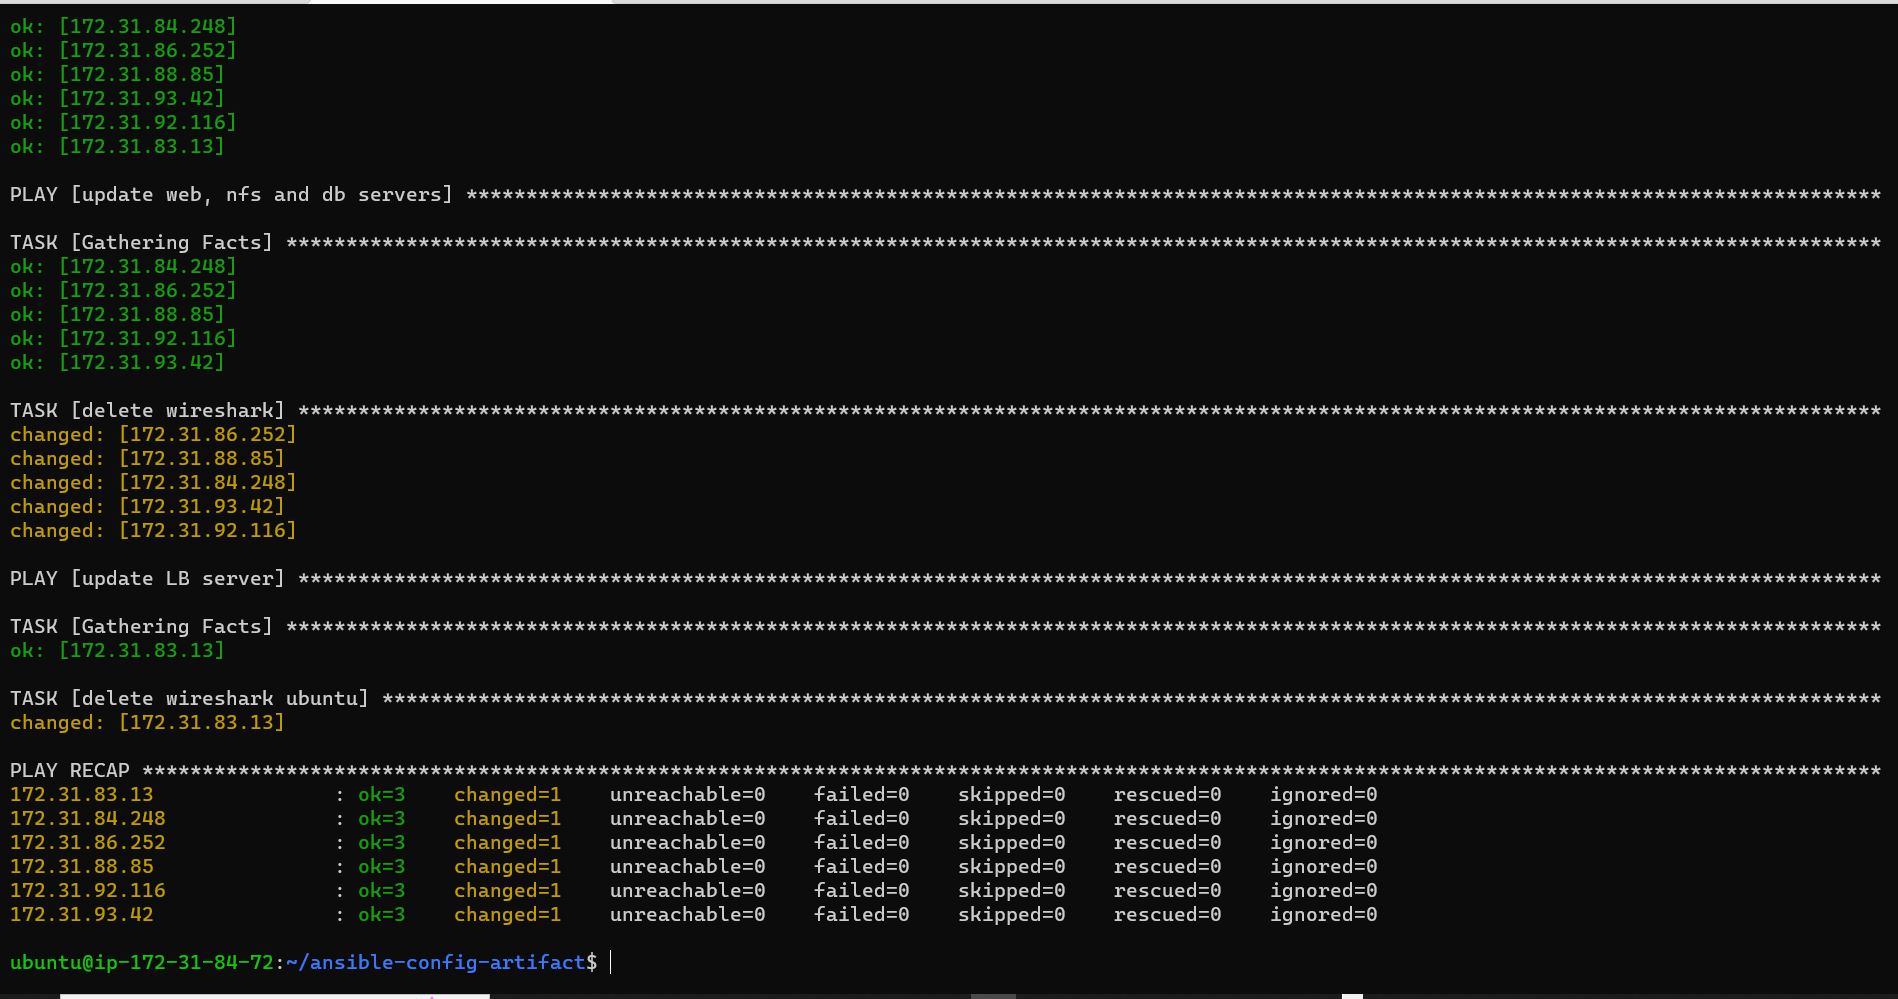 ok: [172.31.84.248]
ok: [172.31.86.252]
ok: [172.31.88.85]
ok: [172.31.93.42]
ok: [172.31.92.116]
ok: [172.31.83.13]
PLAY [update web, nfs and db servers] **********************************************************************************************************************
TASK [Gathering Facts] *************************************************************************************************************************************
ok: [172.31.84.248]
ok: [172.31.86.252]
ok: [172.31.88.85]
ok: [172.31.92.116]
ok: [172.31.93.42]
TASK [delete wireshark] ************************************************************************************************************************************
changed: [172.31.86.252]
changed: [172.31.88.85]
changed: [172.31.84.248]
changed: [172.31.93.42]
changed: [172.31.92.116]
PLAY [update LB server] ************************************************************************************************************************************
TASK [Gathering Facts] *************************************************************************************************************************************
ok: [172.31.83.13]
TASK [delete wireshark ubuntu] *****************************************************************************************************************************
changed: [172.31.83.13]
PLAY RECAP *************************************************************************************************************************************************
172.31.83.13               : ok=3    changed=1    unreachable=0    failed=0    skipped=0    rescued=0    ignored=0
172.31.84.248              : ok=3    changed=1    unreachable=0    failed=0    skipped=0    rescued=0    ignored=0
172.31.86.252              : ok=3    changed=1    unreachable=0    failed=0    skipped=0    rescued=0    ignored=0
172.31.88.85               : ok=3    changed=1    unreachable=0    failed=0    skipped=0    rescued=0    ignored=0
172.31.92.116              : ok=3    changed=1    unreachable=0    failed=0    skipped=0    rescued=0    ignored=0
172.31.93.42               : ok=3    changed=1    unreachable=0    failed=0    skipped=0    rescued=0    ignored=0
ubuntu@ip-172-31-84-72:~/ansible-config-artifact$